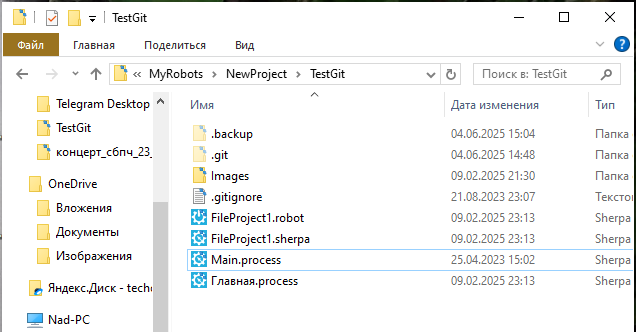 TestGit
Файл
Главная
Поделиться
Вид
« MyRobots > NewProject > TestGit
Поиск в: TestGit
Telegram Desktop
TestGit
концерт_сбпч_23_
OneDrive
Вложения
Документы
Изображения
Яндекс.Диск - techc
Nad-PC
Имя Дата изменения Тип
.backup 04.06.2025 15:04 Папка
.git 04.06.2025 14:48 Папка
Images 09.02.2025 21:30 Папка
.gitignore 21.08.2023 23:07 Тексто
FileProject1.robot 09.02.2025 23:13 Sherpa
FileProject1.sherpa 09.02.2025 23:13 Sherpa
Main.process 25.04.2023 15:02 Sherpa
Главная.process 09.02.2025 23:13 Sherpa